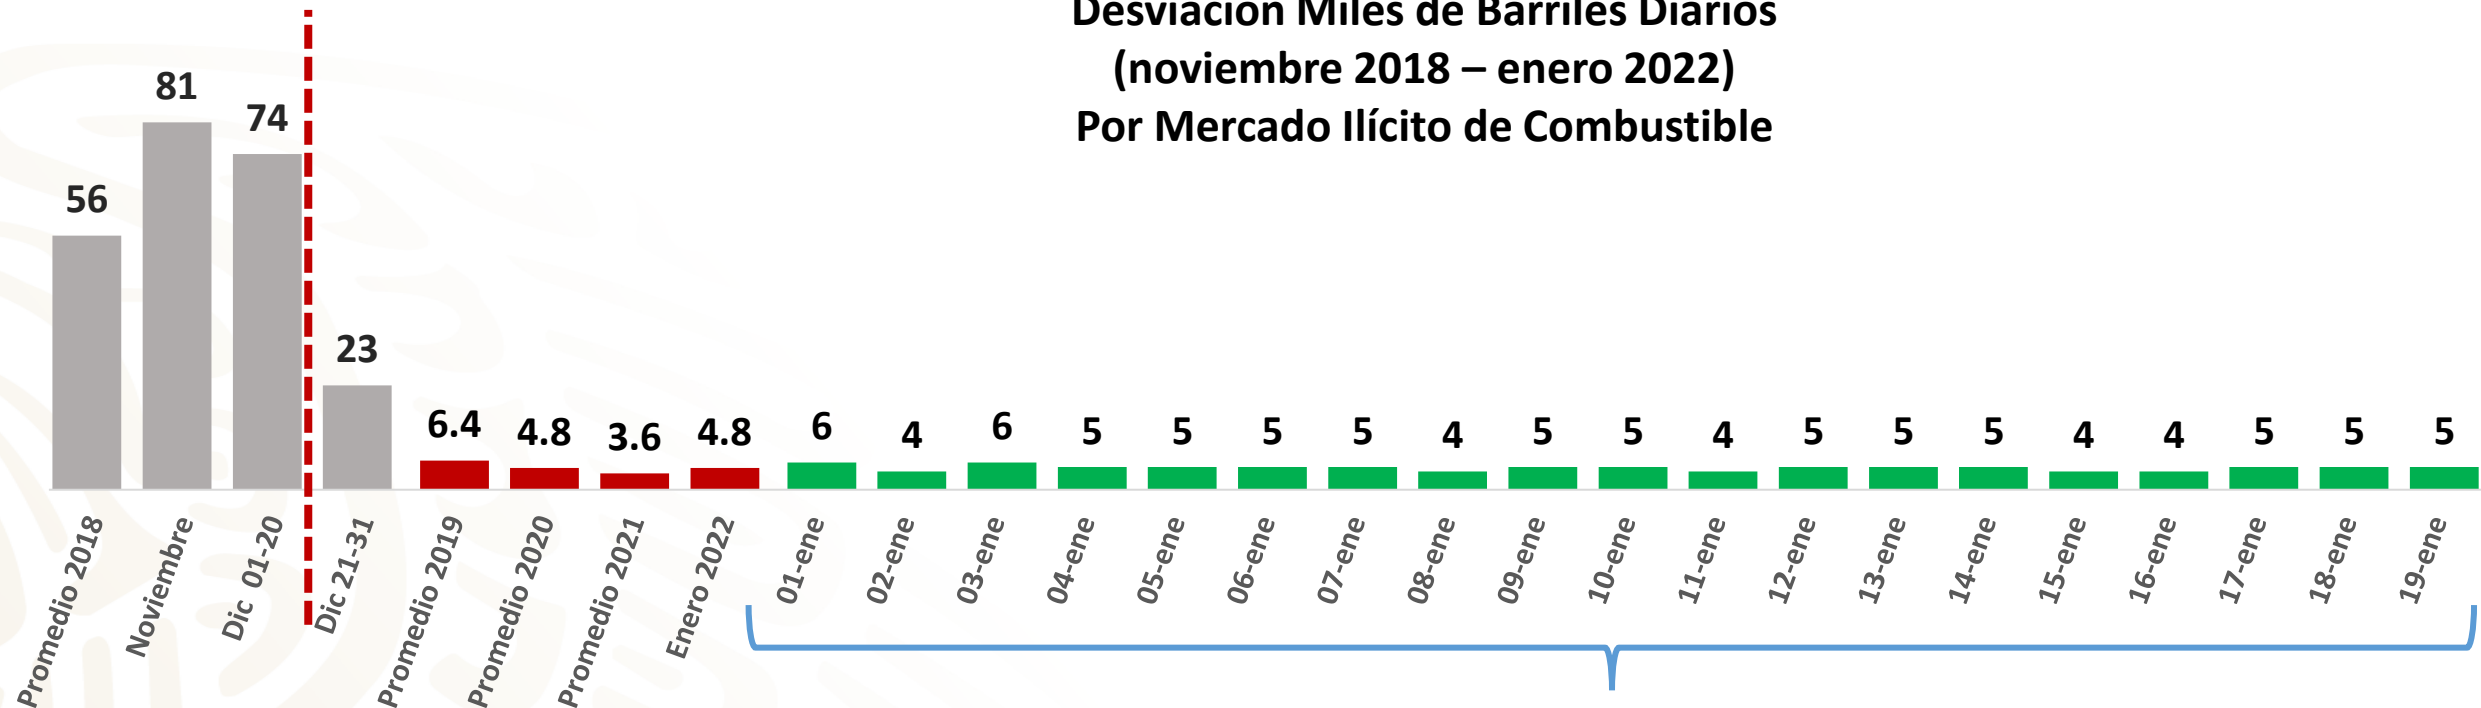 Desviación Miles de Barriles Diarios
(noviembre 2018 – enero 2022)
Por Mercado Ilícito de Combustible
56
81
74
23
6.4
4.8
3.6
4.8
6
4
6
5
5
5
5
4
5
5
4
5
5
5
4
4
5
5
5
Promedio 2018
Noviembre
Dic 01-20
Dic 21-31
Promedio 2019
Promedio 2020
Promedio 2021
Enero 2022
01-ene
02-ene
03-ene
04-ene
05-ene
06-ene
07-ene
08-ene
09-ene
10-ene
11-ene
12-ene
13-ene
14-ene
15-ene
16-ene
17-ene
18-ene
19-ene